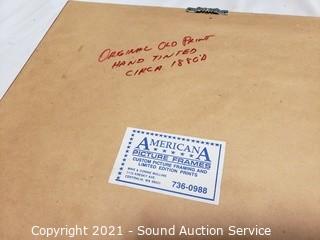 ORGINAL OLD PRINT
HAND TINTED
CIRCA 1880'S
AMERICANA
PICTURE FRAMES
CUSTOM PICTURE FRAMING AND
LIMITED EDITION PRINTS
736-0988
Copyright 2021 - Sound Auction Service